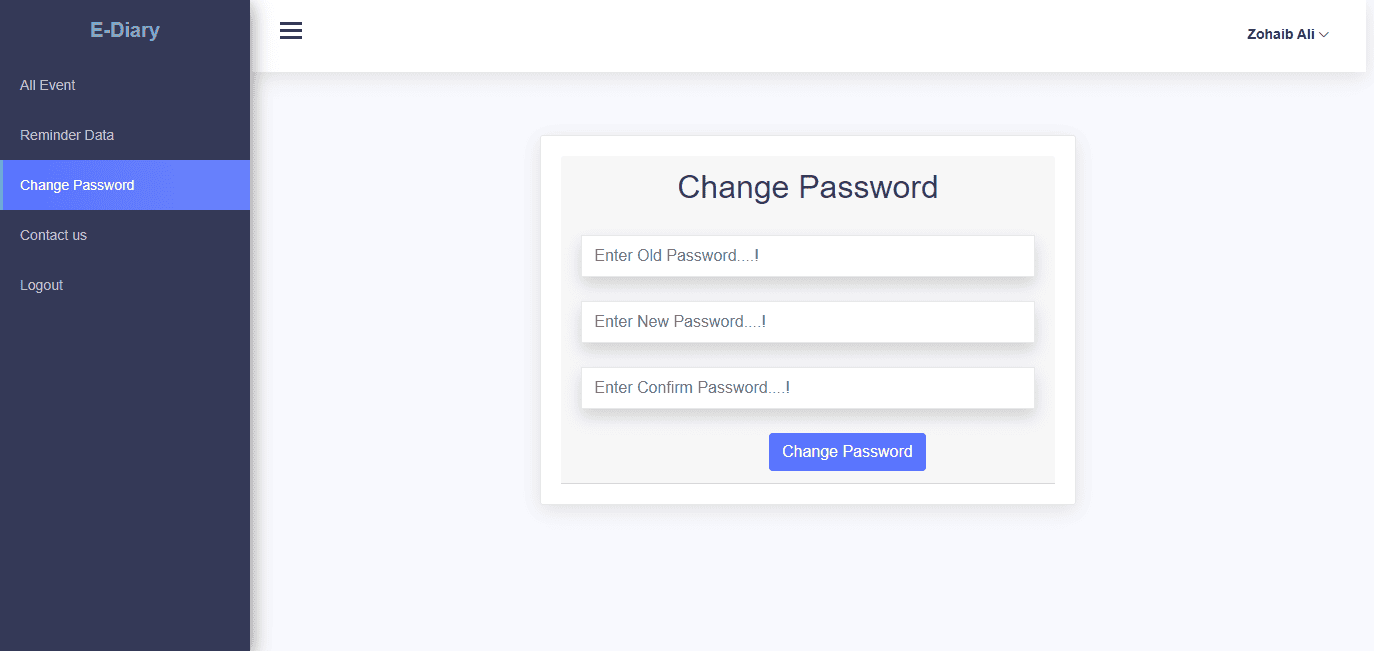 E-Diary
All Event
Reminder Data
Change Password
Contact us
Logout
Zohaib Ali
Change Password
Enter Old Password....!
Enter New Password....!
Enter Confirm Password....!
Change Password